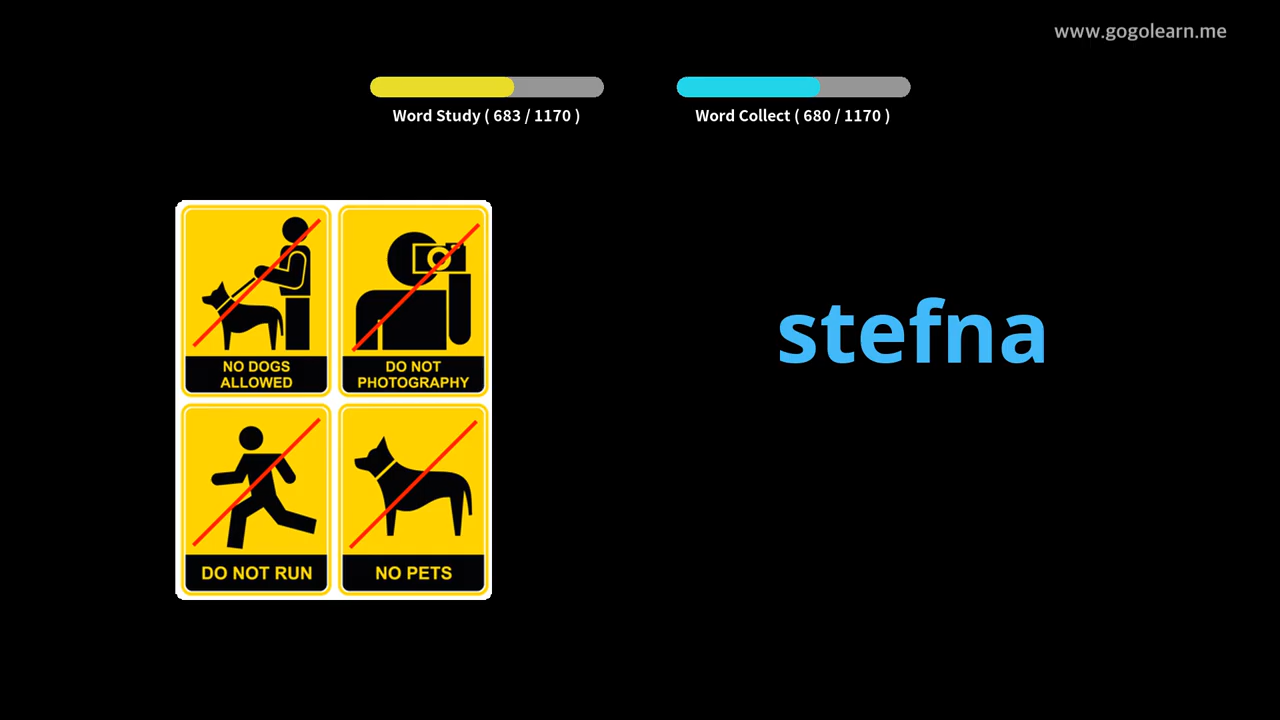 www.gogolearn.me
Word Study ( 683 / 1170 )
Word Collect ( 680 / 1170 )
NO DOGS
ALLOWED
DO NOT
PHOTOGRAPHY
stefna
DO NOT RUN
NO PETS